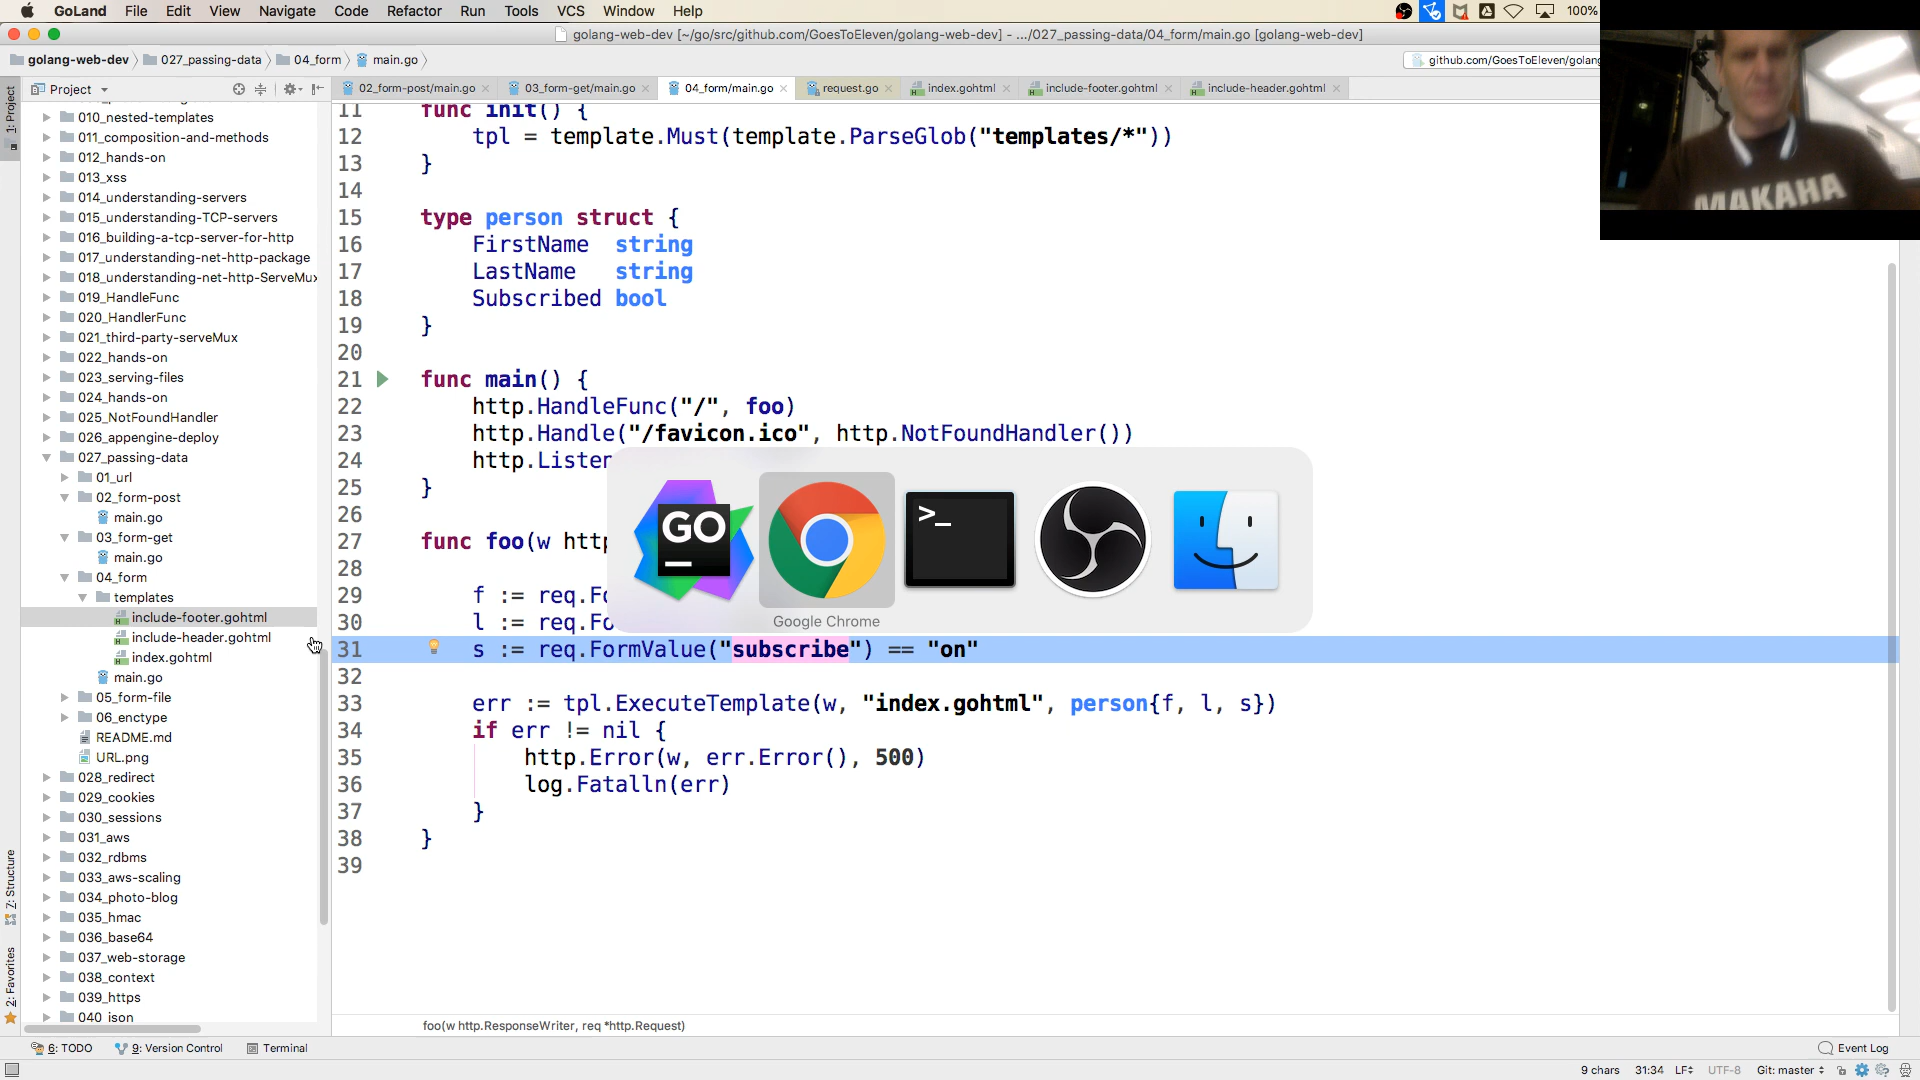 GoLand File Edit View Navigate Code Refactor Run Tools VCS Window Help 100%
golang-web-dev [~/go/src/github.com/GoesToEleven/golang-web-dev] - .../027_passing-data/04_form/main.go [golang-web-dev]
golang-web-dev 027_passing-data 04_form main.go github.com/GoesToEleven/golang
Project 02_form-post/main.go 03_form-get/main.go 04_form/main.go request.go index.gohtml include-footer.gohtml include-header.gohtml
1: Project
010_nested-templates
011_composition-and-methods
012_hands-on
013_xss
014_understanding-servers
015_understanding-TCP-servers
016_building-a-tcp-server-for-http
017_understanding-net-http-package
018_understanding-net-http-ServeMux
019_HandleFunc
020_HandlerFunc
021_third-party-serveMux
022_hands-on
023_serving-files
024_hands-on
025_NotFoundHandler
026_appengine-deploy
027_passing-data
01_url
02_form-post
main.go
03_form-get
main.go
04_form
templates
include-footer.gohtml
include-header.gohtml
index.gohtml
main.go
05_form-file
06_enctype
README.md
URL.png
028_redirect
029_cookies
030_sessions
031_aws
032_rdbms
033_aws-scaling
034_photo-blog
035_hmac
036_base64
037_web-storage
038_context
039_https
040_json
7: Structure
2: Favorites
11 func init() {
12 tpl = template.Must(template.ParseGlob("templates/*"))
13 }
14
15 type person struct {
16 FirstName string
17 LastName string
18 Subscribed bool
19 }
20
21 func main() {
22 http.HandleFunc("/", foo)
23 http.Handle("/favicon.ico", http.NotFoundHandler())
24 http.Listen
25 }
26
27 func foo(w http
28
29 f := req.Fo
30 l := req.Fo
31 s := req.FormValue("subscribe") == "on"
32
33 err := tpl.ExecuteTemplate(w, "index.gohtml", person{f, l, s})
34 if err != nil {
35 http.Error(w, err.Error(), 500)
36 log.Fatalln(err)
37 }
38 }
39
GO
>_
Google Chrome
MAKAHA
foo(w http.ResponseWriter, req *http.Request)
6: TODO 9: Version Control Terminal Event Log
9 chars 31:34 LF UTF-8 Git: master